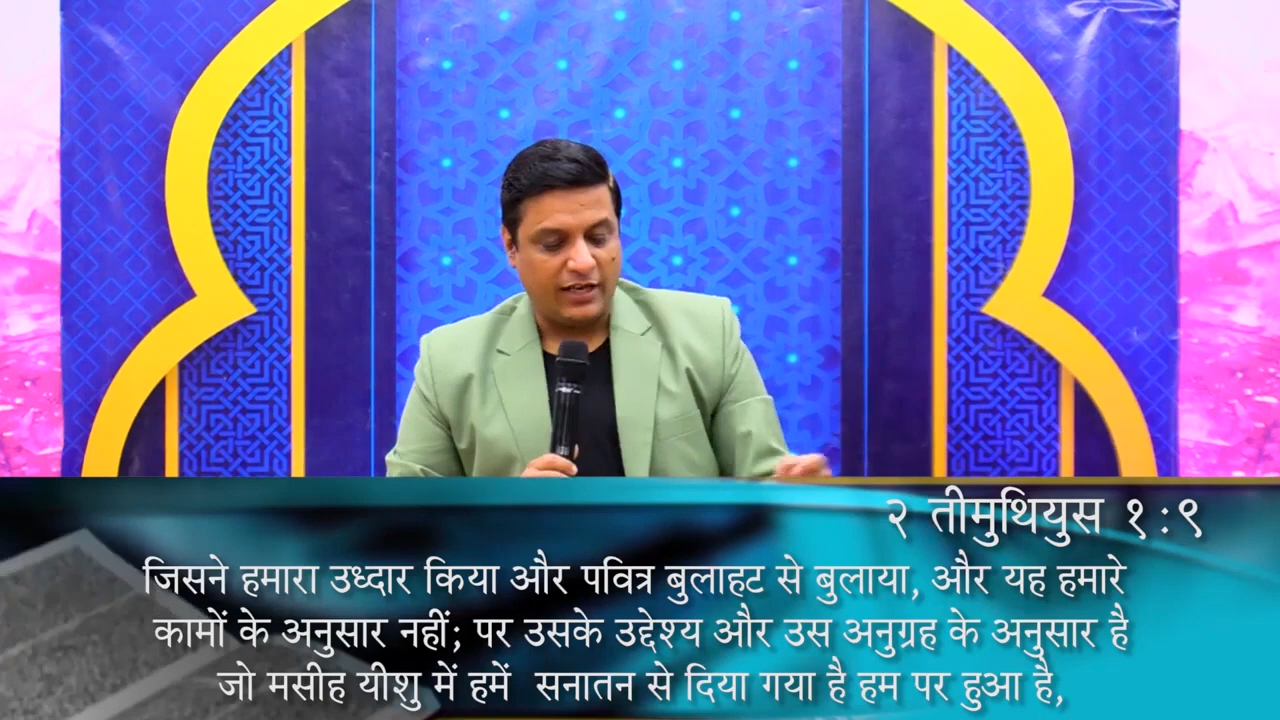 २ तीमुथियुस १:९
जिसने हमारा उध्दार किया और पवित्र बुलाहट से बुलाया, और यह हमारे
कामों के अनुसार नहीं; पर उसके उद्देश्य और उस अनुग्रह के अनुसार है
जो मसीह यीशु में हमें सनातन से दिया गया है हम पर हुआ है,